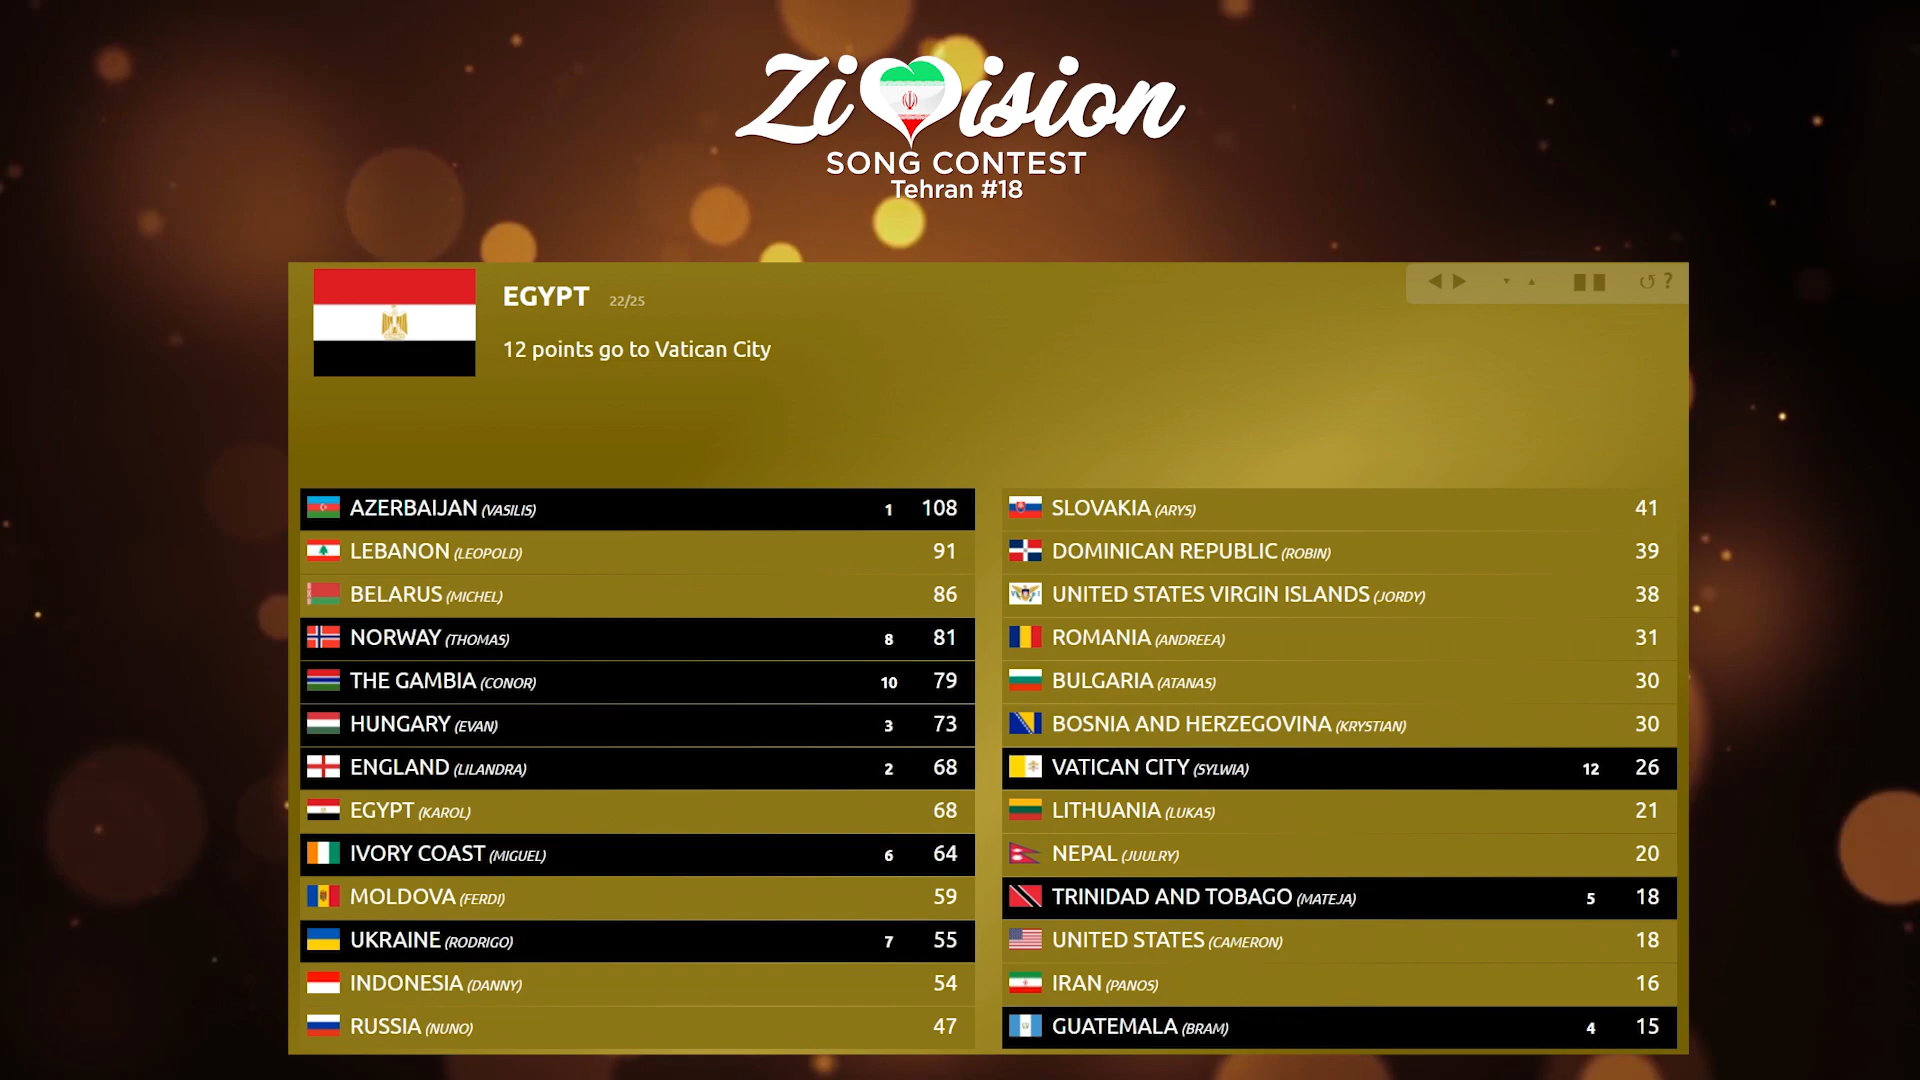 Zivision
SONG CONTEST
Tehran #18
EGYPT 22/25
12 points go to Vatican City
?
AZERBAIJAN (VASILIS) 1 108
LEBANON (LEOPOLD) 91
BELARUS (MICHEL) 86
NORWAY (THOMAS) 8 81
THE GAMBIA (CONOR) 10 79
HUNGARY (EVAN) 3 73
ENGLAND (LILANDRA) 2 68
EGYPT (KAROL) 68
IVORY COAST (MIGUEL) 6 64
MOLDOVA (FERDI) 59
UKRAINE (RODRIGO) 7 55
INDONESIA (DANNY) 54
RUSSIA (NUNO) 47
SLOVAKIA (ARYS) 41
DOMINICAN REPUBLIC (ROBIN) 39
UNITED STATES VIRGIN ISLANDS (JORDY) 38
ROMANIA (ANDREEA) 31
BULGARIA (ATANAS) 30
BOSNIA AND HERZEGOVINA (KRYSTIAN) 30
VATICAN CITY (SYLWIA) 12 26
LITHUANIA (LUKAS) 21
NEPAL (JUULRY) 20
TRINIDAD AND TOBAGO (MATEJA) 5 18
UNITED STATES (CAMERON) 18
IRAN (PANOS) 16
GUATEMALA (BRAM) 4 15